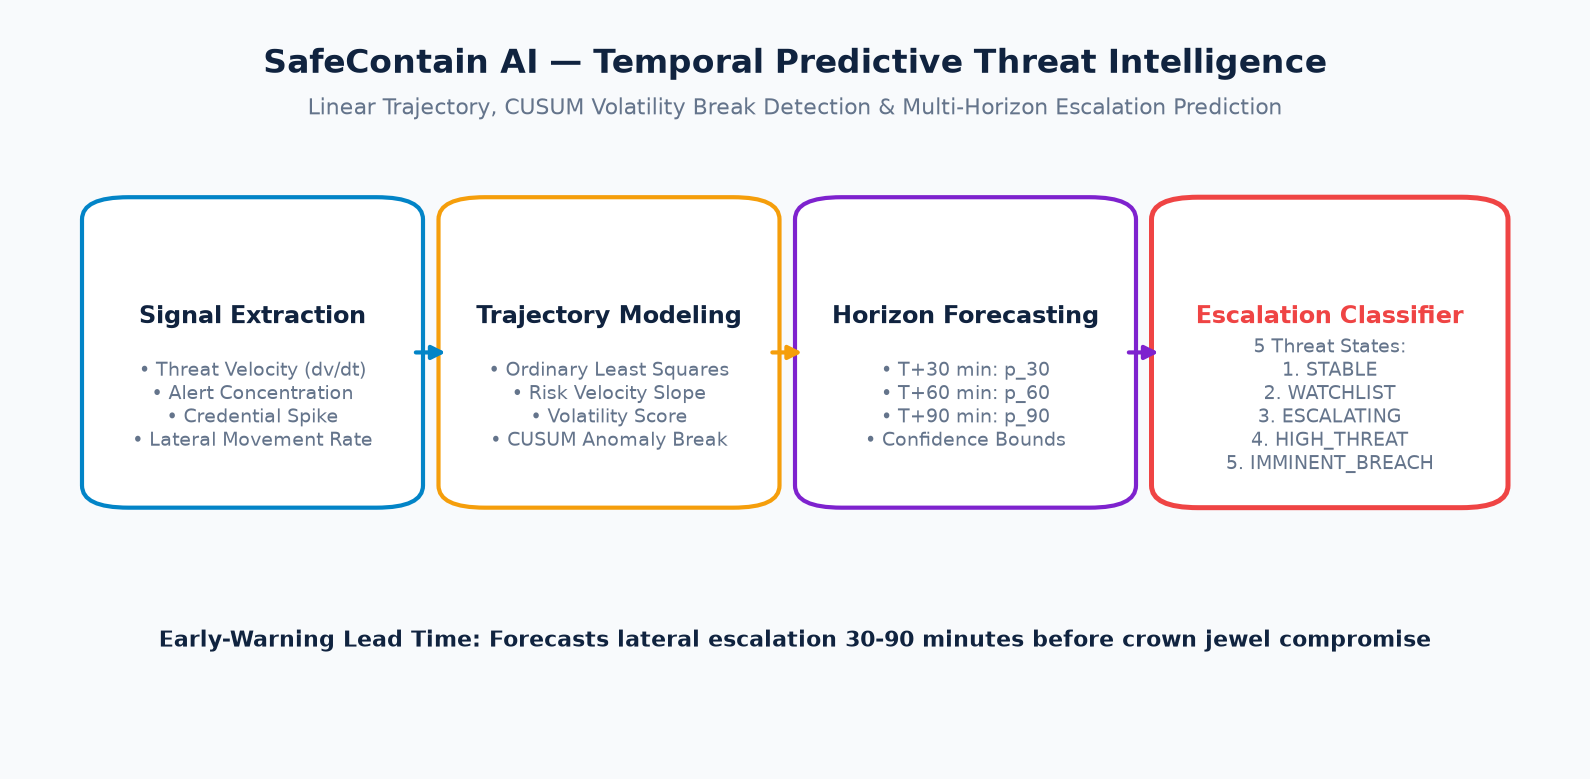 SafeContain AI — Temporal Predictive Threat Intelligence
Linear Trajectory, CUSUM Volatility Break Detection & Multi-Horizon Escalation Prediction
Signal Extraction
• Threat Velocity (dv/dt)
• Alert Concentration
• Credential Spike
• Lateral Movement Rate
Trajectory Modeling
• Ordinary Least Squares
• Risk Velocity Slope
• Volatility Score
• CUSUM Anomaly Break
Horizon Forecasting
• T+30 min: p_30
• T+60 min: p_60
• T+90 min: p_90
• Confidence Bounds
Escalation Classifier
5 Threat States:
1. STABLE
2. WATCHLIST
3. ESCALATING
4. HIGH_THREAT
5. IMMINENT_BREACH
Early-Warning Lead Time: Forecasts lateral escalation 30-90 minutes before crown jewel compromise